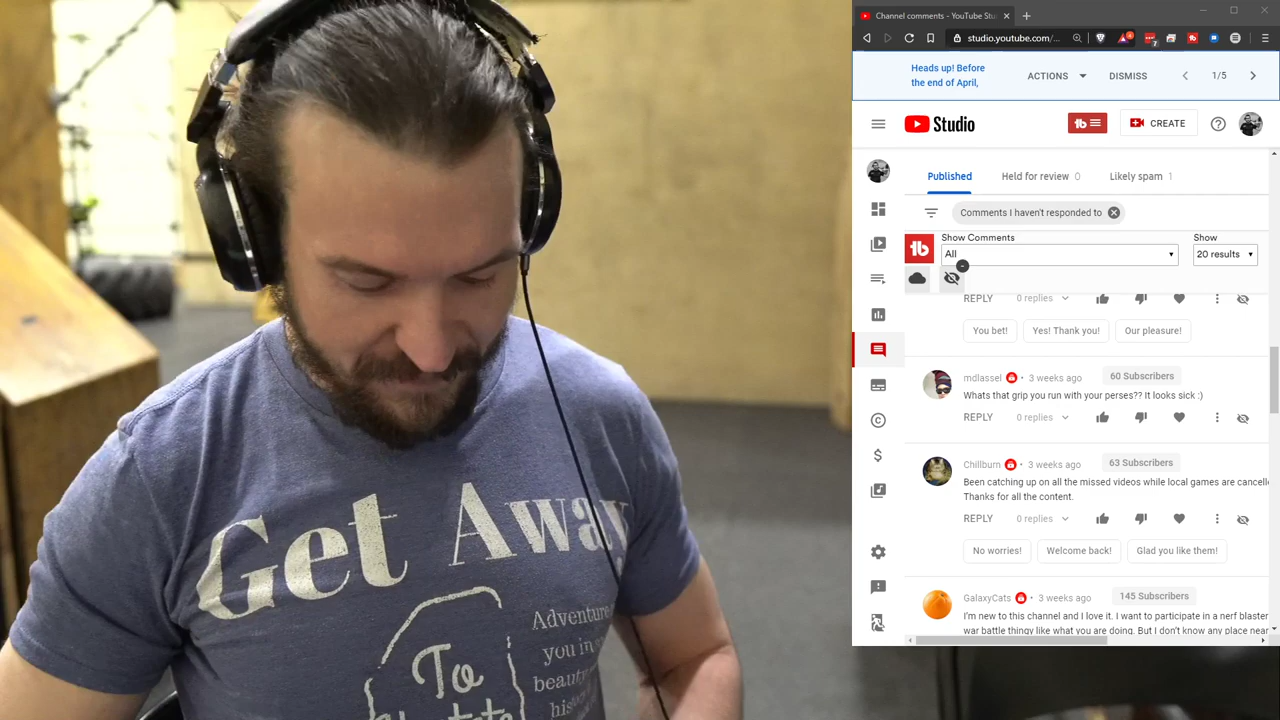 Channel comments - YouTube Stu
studio.youtube.com/...
Heads up! Before
the end of April,
ACTIONS
DISMISS
1/5
Studio
CREATE
Published
Held for review 0
Likely spam 1
Comments I haven't responded to
Show Comments
Show
All
20 results
REPLY 0 replies
You bet!
Yes! Thank you!
Our pleasure!
mdlassel • 3 weeks ago 60 Subscribers
Whats that grip you run with your perses?? It looks sick :)
REPLY 0 replies
Chillburn • 3 weeks ago 63 Subscribers
Been catching up on all the missed videos while local games are cancelle
Thanks for all the content.
REPLY 0 replies
No worries!
Welcome back!
Glad you like them!
GalaxyCats • 3 weeks ago 145 Subscribers
I'm new to this channel and I love it. I want to participate in a nerf blaster
war battle thingy like what you are doing. But I don't know any place near
Get Away
To
Adventure
you in
beauty
his